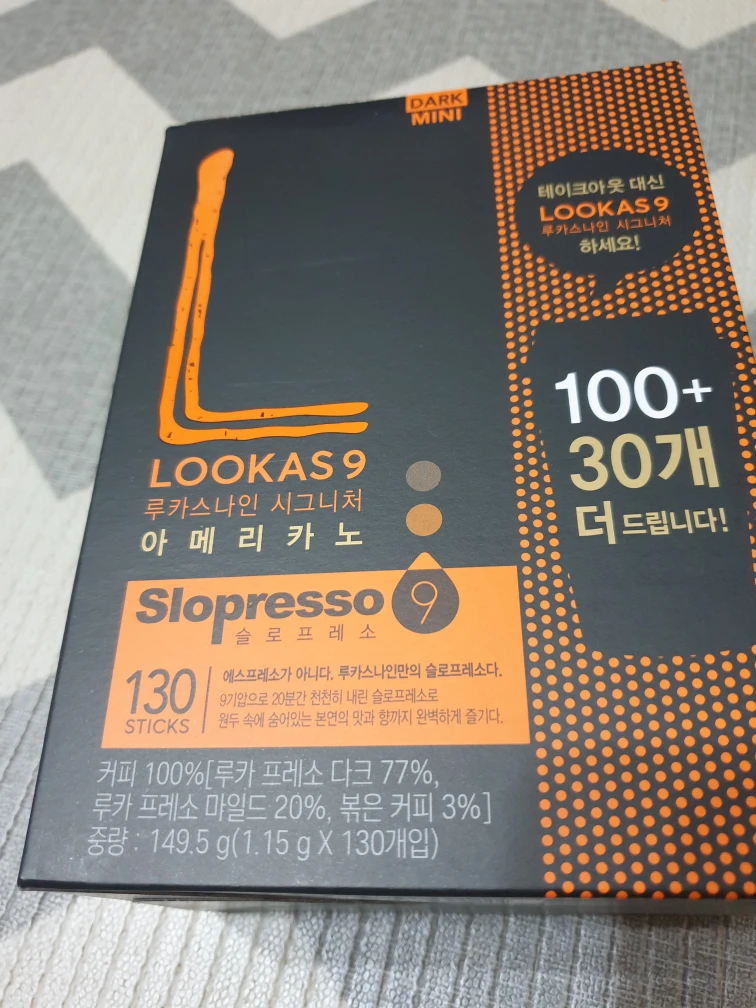 DARK
MINI
테이크아웃 대신
LOOKAS 9
루카스나인 시그니처
하세요!
100+
30개
더 드립니다!
LOOKAS 9
루카스나인 시그니처
아메리카노
Slopresso 9
슬로프레소
130
STICKS
에스프레소가 아니다. 루카스나인만의 슬로프레소다.
9기압으로 20분간 천천히 내린 슬로프레소로
원두 속에 숨어있는 본연의 맛과 향까지 완벽하게 즐기다.
커피 100%[루카 프레소 다크 77%,
루카 프레소 마일드 20%, 볶은 커피 3%]
중량 : 149.5 g(1.15 g X 130개입)